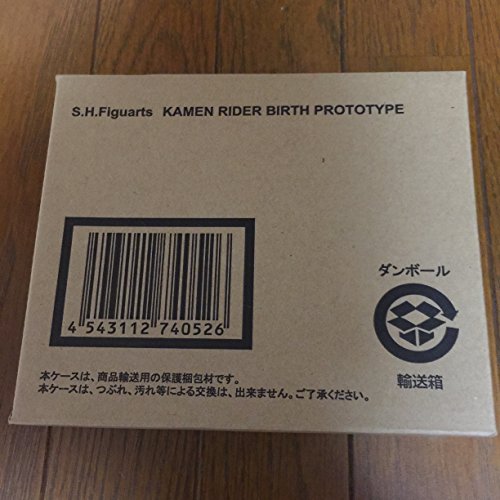 S.H.Figuarts KAMEN RIDER BIRTH PROTOTYPE
ダンボール
4 543112 740526
輸送箱
本ケースは、商品輸送用の保護梱包材です。
本ケースは、つぶれ、汚れ等による交換は、出来ません。ご了承ください。